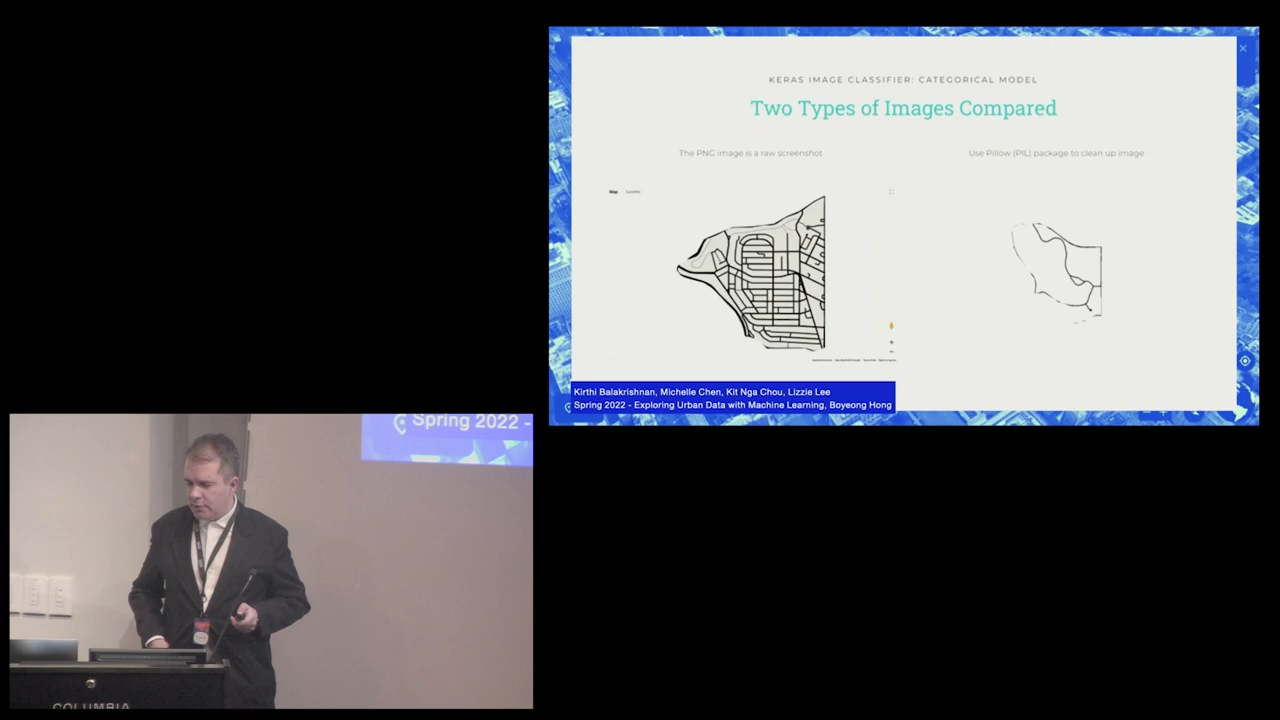 KERAS IMAGE CLASSIFIER: CATEGORICAL MODEL
Two Types of Images Compared
The PNG image is a raw screenshot
Use Pillow (PIL) package to clean up image
Map Satellite
Kirthi Balakrishnan, Michelle Chen, Kit Nga Chou, Lizzie Lee
Spring 2022 - Exploring Urban Data with Machine Learning, Boyeong Hong
Spring 2022 -
COLUMBIA